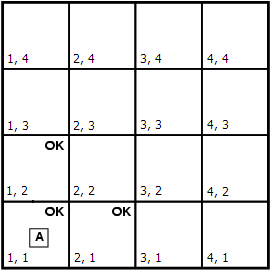 1, 4 2, 4 3, 4 4, 4
1, 3 2, 3 3, 3 4, 3
OK
1, 2 2, 2 3, 2 4, 2
OK OK
A
1, 1 2, 1 3, 1 4, 1